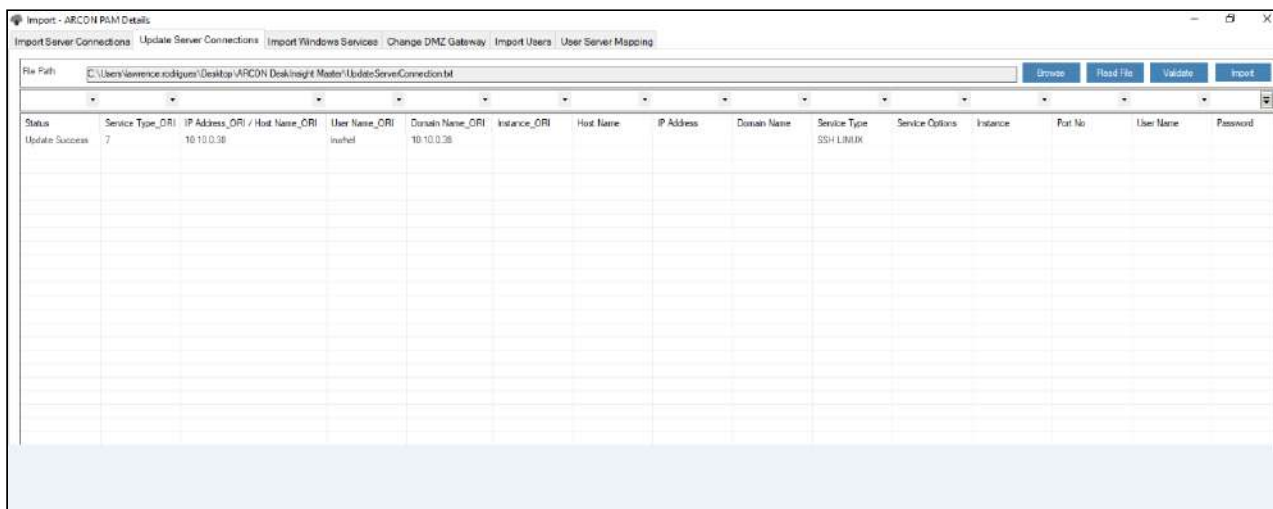 Import - ARCON PAM Details
Import Server Connections Update Server Connections Import Windows Services Change DMZ Gateway Import Users User Server Mapping
File Path C:\Users\lawrence.rodrigues\Desktop\ARCON DeskInsight Master\UpdateServerConnection.txt Browse Read File Validate Import
Status Service Type_ORI IP Address_ORI / Host Name_ORI User Name_ORI Domain Name_ORI Instance_ORI Host Name IP Address Domain Name Service Type Service Options Instance Port No User Name Password
Update Success 7 10.10.0.38 10.10.0.38 SSH LINUX